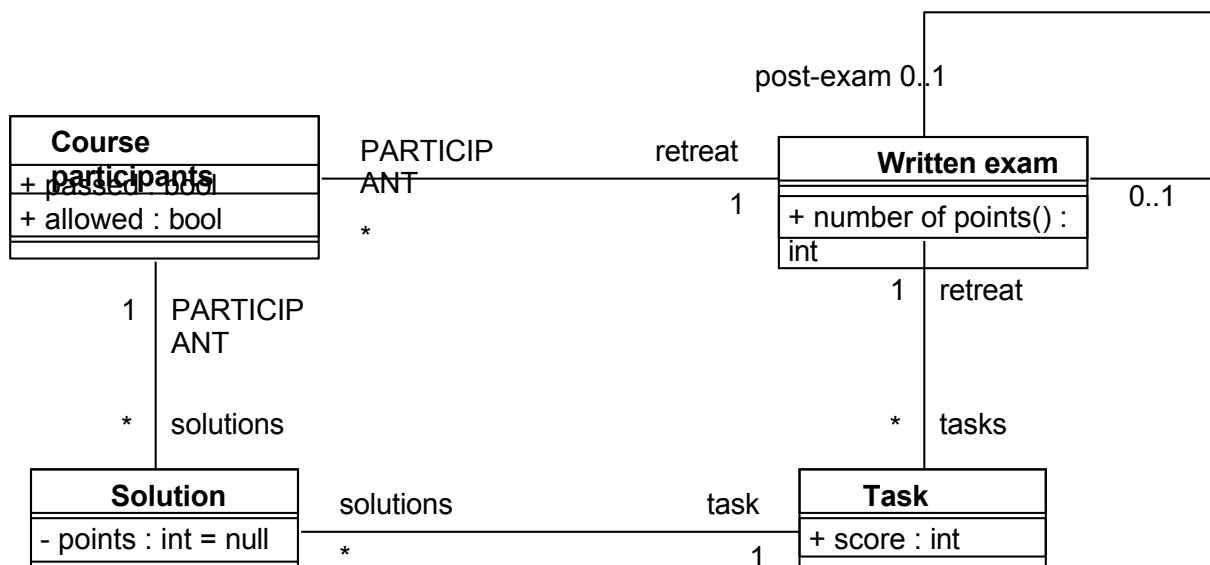 post-exam 0..1
Course
participants
+ passed : bool
+ allowed : bool
PARTICIP
ANT
*
retreat
1
Written exam
+ number of points() :
int
0..1
1
PARTICIP
ANT
1
retreat
*
solutions
*
tasks
Solution
- points : int = null
solutions
*
task
1
Task
+ score : int